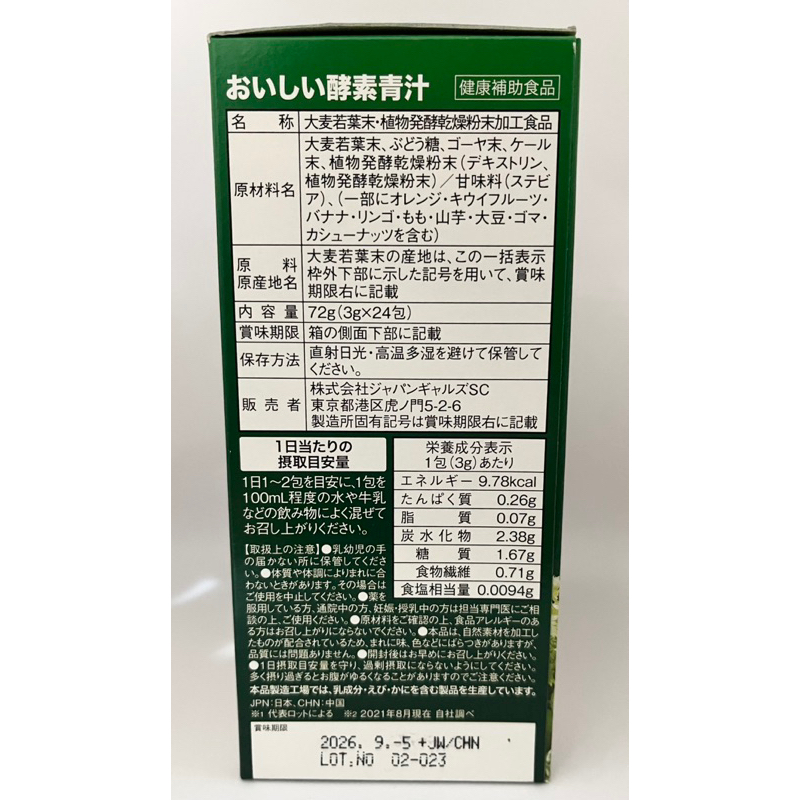 おいしい酵素青汁 健康補助食品
名称 大麦若葉末・植物発酵乾燥粉末加工食品
原材料名
大麦若葉末、ぶどう糖、ゴーヤ末、ケール
末、植物発酵乾燥粉末（デキストリン、
植物発酵乾燥粉末）／甘味料（ステビ
ア）、（一部にオレンジ・キウイフルーツ・
バナナ・リンゴ・もも・山芋・大豆・ゴマ・
カシューナッツを含む）
原料
原産地名
大麦若葉末の産地は、この一括表示
枠外下部に示した記号を用いて、賞味
期限右に記載
内容量 72g（3g×24包）
賞味期限 箱の側面下部に記載
保存方法
直射日光・高温多湿を避けて保管して
ください。
販売者
株式会社ジャパンギャルズSC
東京都港区虎ノ門5-2-6
製造所固有記号は賞味期限右に記載
1日当たりの
摂取目安量
1日1～2包を目安に、1包を
100mL程度の水や牛乳
などの飲み物によく混ぜて
お召し上がりください。
栄養成分表示
1包（3g）あたり
エネルギー 9.78kcal
たんぱく質 0.26g
脂質 0.07g
炭水化物 2.38g
糖質 1.67g
食物繊維 0.71g
食塩相当量 0.0094g
【取扱上の注意】●乳幼児の手
の届かない所に保管してくださ
い。●体質や体調によりまれに合
わないときがあります。その場合は
ご使用を中止してください。●薬を
服用している方、通院中の方、妊娠・授乳中の方は担当専門医にご相
談の上、ご使用ください。●原材料をご確認の上、食品アレルギーのあ
る方はお召し上がりにならないでください。●本品は、自然素材を加工し
たものが配合されているため、まれに味、色などにばらつきがありますが、
品質には問題ありません。●開封後はお早めにお召し上がりください。
●1日摂取目安量を守り、過剰摂取にならないようにしてください。
多く摂り過ぎるとお腹がゆるくなることがありますのでご注意ください。
本品製造工場では、乳成分・えび・かにを含む製品を生産しています。
JPN：日本、CHN：中国
※1 代表ロットによる ※2 2021年8月現在 自社調べ
賞味期限
2026. 9.-5 +JW/CHN
LOT.NO 02-023